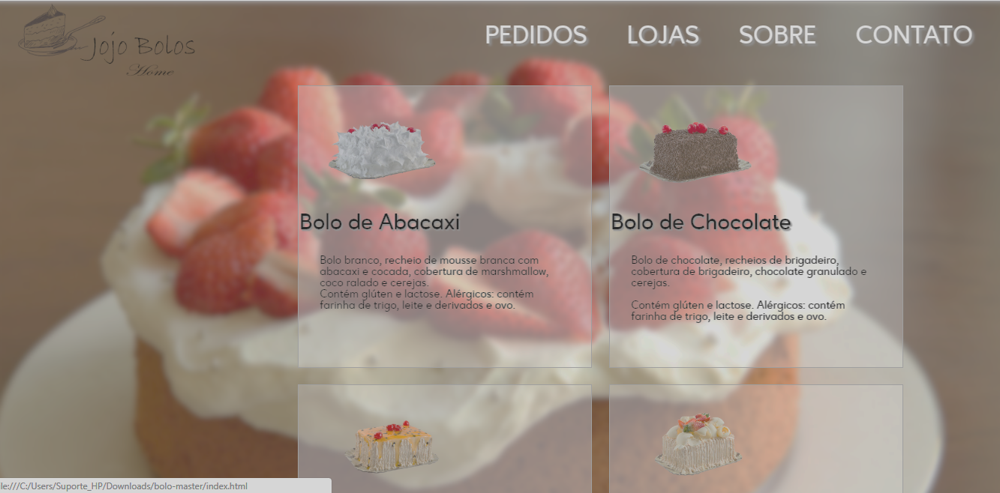 Jojo Bolos
Home
PEDIDOS LOJAS SOBRE CONTATO
Bolo de Abacaxi
Bolo branco, recheio de mousse branca com
abacaxi e cocada, cobertura de marshmallow,
coco ralado e cerejas.
Contém glúten e lactose. Alérgicos: contém
farinha de trigo, leite e derivados e ovo.
Bolo de Chocolate
Bolo de chocolate, recheios de brigadeiro,
cobertura de brigadeiro, chocolate granulado e
cerejas.
Contém glúten e lactose. Alérgicos: contém
farinha de trigo, leite e derivados e ovo.
le:///C:/Users/Suporte_HP/Downloads/bolo-master/index.html